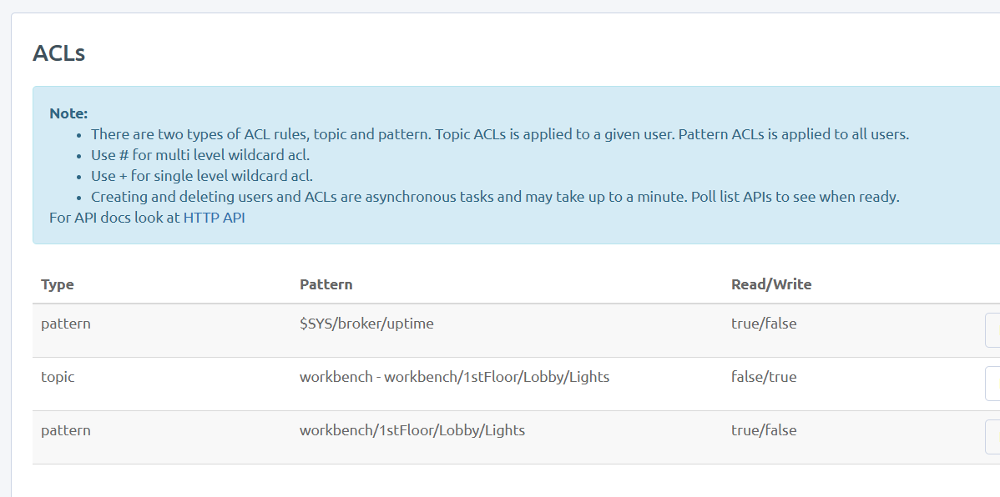 ACLs
Note:
There are two types of ACL rules, topic and pattern. Topic ACLs is applied to a given user. Pattern ACLs is applied to all users.
Use # for multi level wildcard acl.
Use + for single level wildcard acl.
Creating and deleting users and ACLs are asynchronous tasks and may take up to a minute. Poll list APIs to see when ready.
For API docs look at HTTP API
Type Pattern Read/Write
pattern $SYS/broker/uptime true/false
topic workbench - workbench/1stFloor/Lobby/Lights false/true
pattern workbench/1stFloor/Lobby/Lights true/false